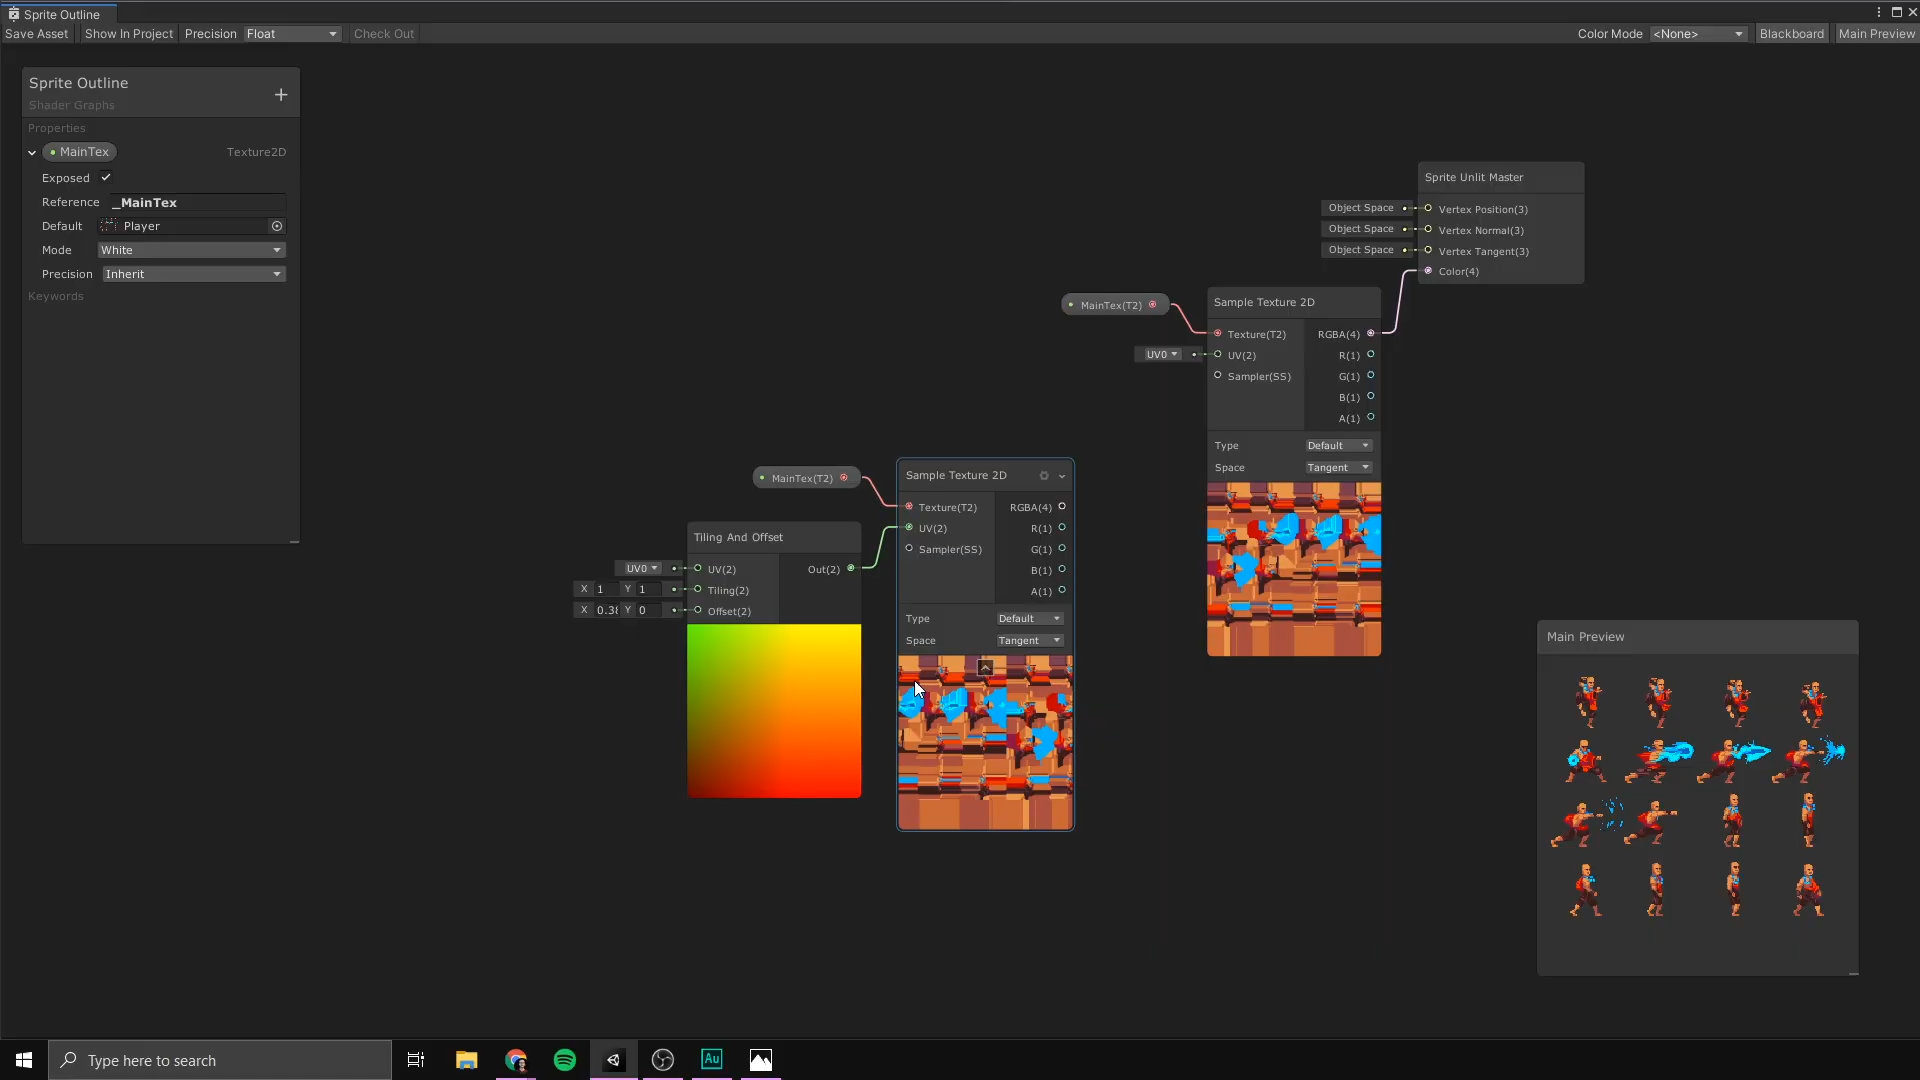 Sprite Outline
Save Asset Show In Project Precision Float Check Out Color Mode <None> Blackboard Main Preview
Sprite Outline
Shader Graphs
Properties
MainTex Texture2D
Exposed
Reference _MainTex
Default Player
Mode White
Precision Inherit
Keywords
Sprite Unlit Master
Object Space Vertex Position(3)
Object Space Vertex Normal(3)
Object Space Vertex Tangent(3)
Color(4)
MainTex(T2)
Sample Texture 2D
Texture(T2) RGBA(4)
UV0 UV(2) R(1)
Sampler(SS) G(1)
B(1)
A(1)
Type Default
Space Tangent
MainTex(T2)
Sample Texture 2D
Texture(T2) RGBA(4)
UV(2) R(1)
Sampler(SS) G(1)
B(1)
A(1)
Type Default
Space Tangent
Tiling And Offset
UV0 UV(2) Out(2)
X 1 Y 1 Tiling(2)
X 0.38 Y 0 Offset(2)
Main Preview
Type here to search
Au